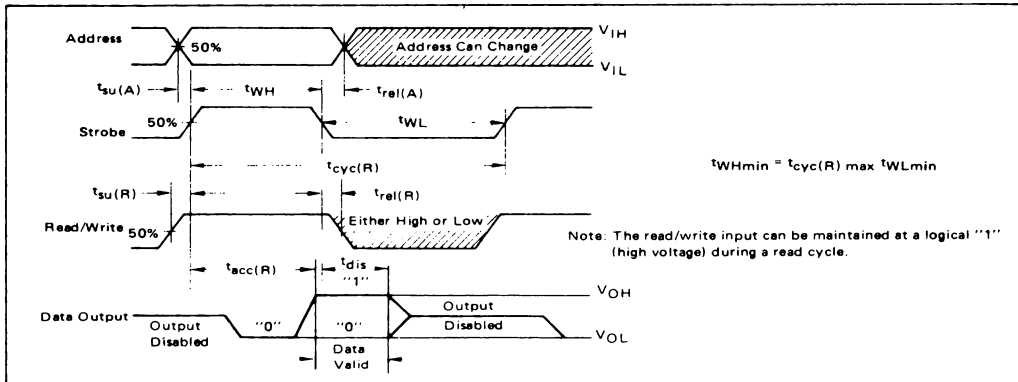 Address
50%
Address Can Change
VIH
VIL
tsu(A)
tWH
trel(A)
Strobe
50%
tWL
tcyc(R)
tWHmin = tcyc(R) max tWLmin
tsu(R)
trel(R)
Read/Write
50%
Either High or Low
Note: The read/write input can be maintained at a logical "1"
(high voltage) during a read cycle.
tacc(R)
tdis
"1"
VOH
Data Output
Output
Disabled
"0"
"0"
Output
Disabled
VOL
Data
Valid